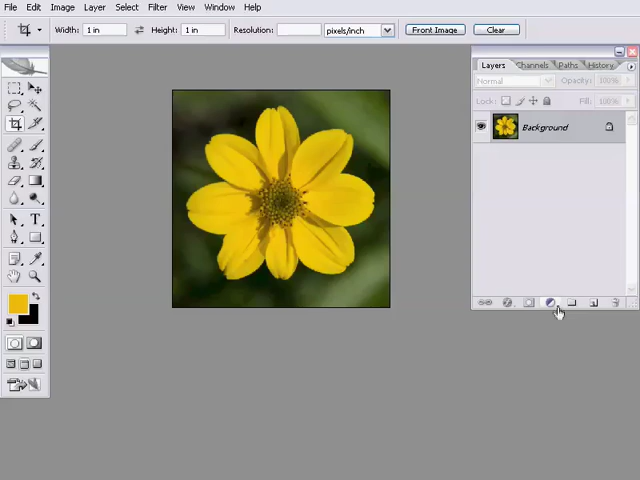 File Edit Image Layer Select Filter View Window Help
Width: 1 in Height: 1 in Resolution: pixels/inch Front Image Clear
Layers Channels Paths History
Normal Opacity: 100%
Lock: Fill: 100%
Background
T